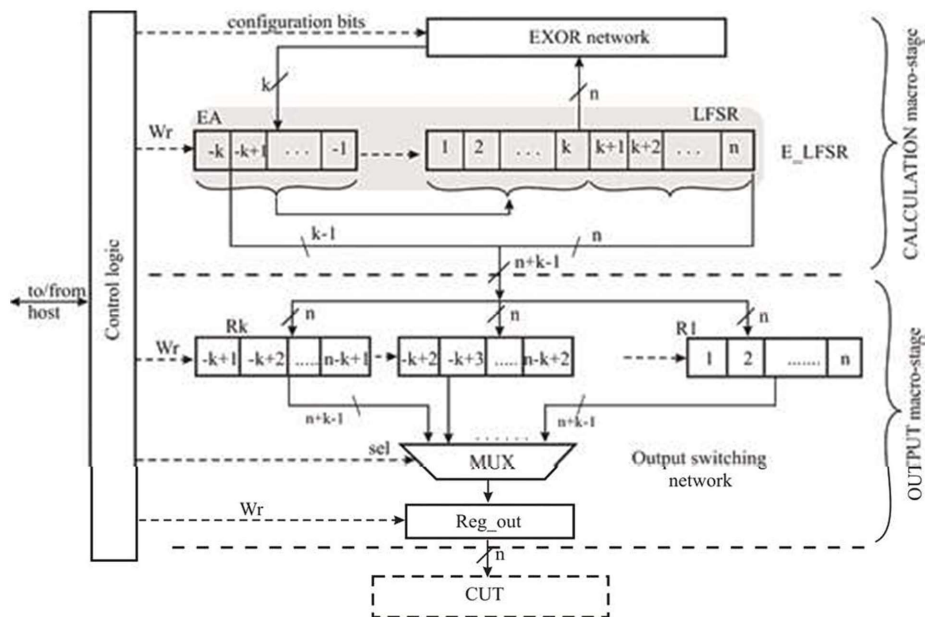 configuration bits
EXOR network
k
n
EA
LFSR
Wr
-k -k+1 . . . -1
1 2 . . . k k+1 k+2 . . . n
E_LFSR
CALCULATION macro-stage
k-1
n
n+k-1
Control logic
to/from
host
n
n
n
Rk
R1
Wr
-k+1 -k+2 ..... n-k+1
-k+2 -k+3 ..... n-k+2
1 2 ....... n
n+k-1
n+k-1
. . . . . .
sel
MUX
Output switching
network
OUTPUT macro-stage
Wr
Reg_out
n
CUT